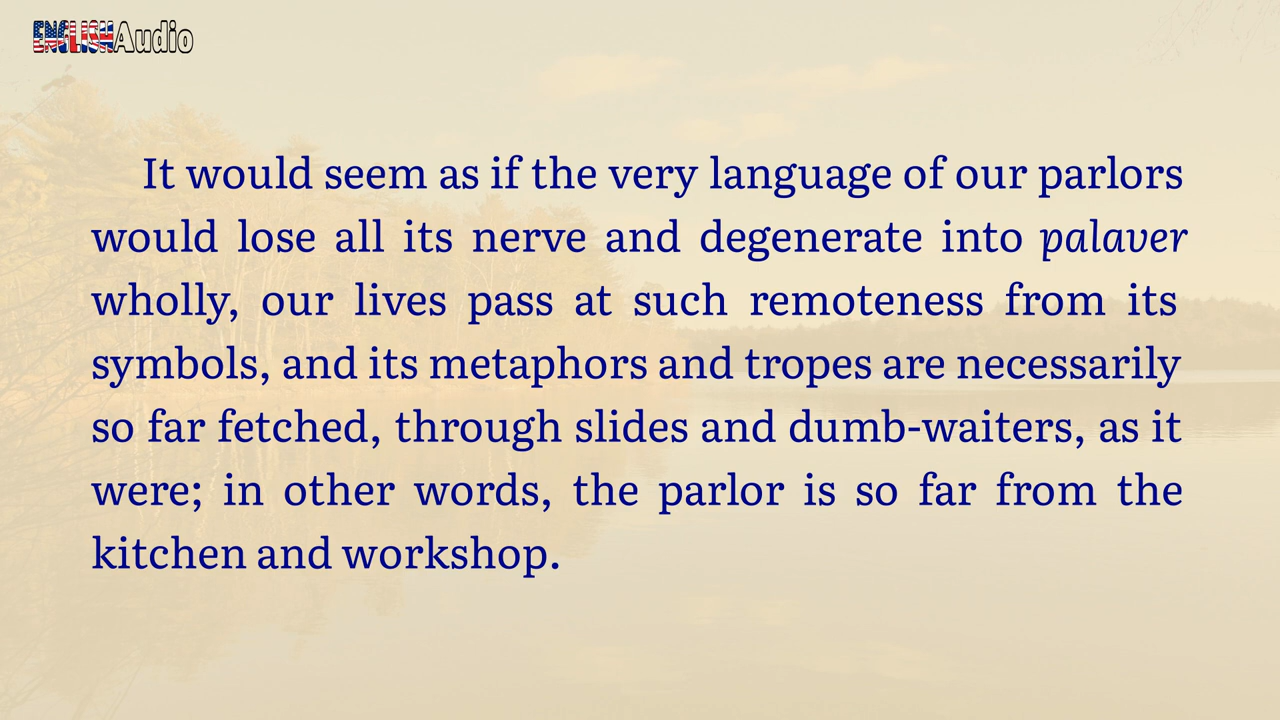 ENGLISHAudio
It would seem as if the very language of our parlors
would lose all its nerve and degenerate into palaver
wholly, our lives pass at such remoteness from its
symbols, and its metaphors and tropes are necessarily
so far fetched, through slides and dumb-waiters, as it
were; in other words, the parlor is so far from the
kitchen and workshop.